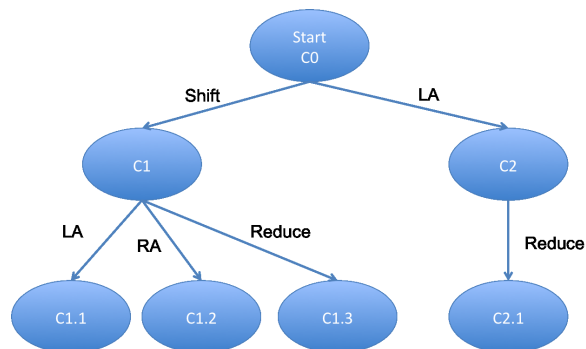 Start
C0
Shift
LA
C1
C2
LA
RA
Reduce
Reduce
C1.1
C1.2
C1.3
C2.1